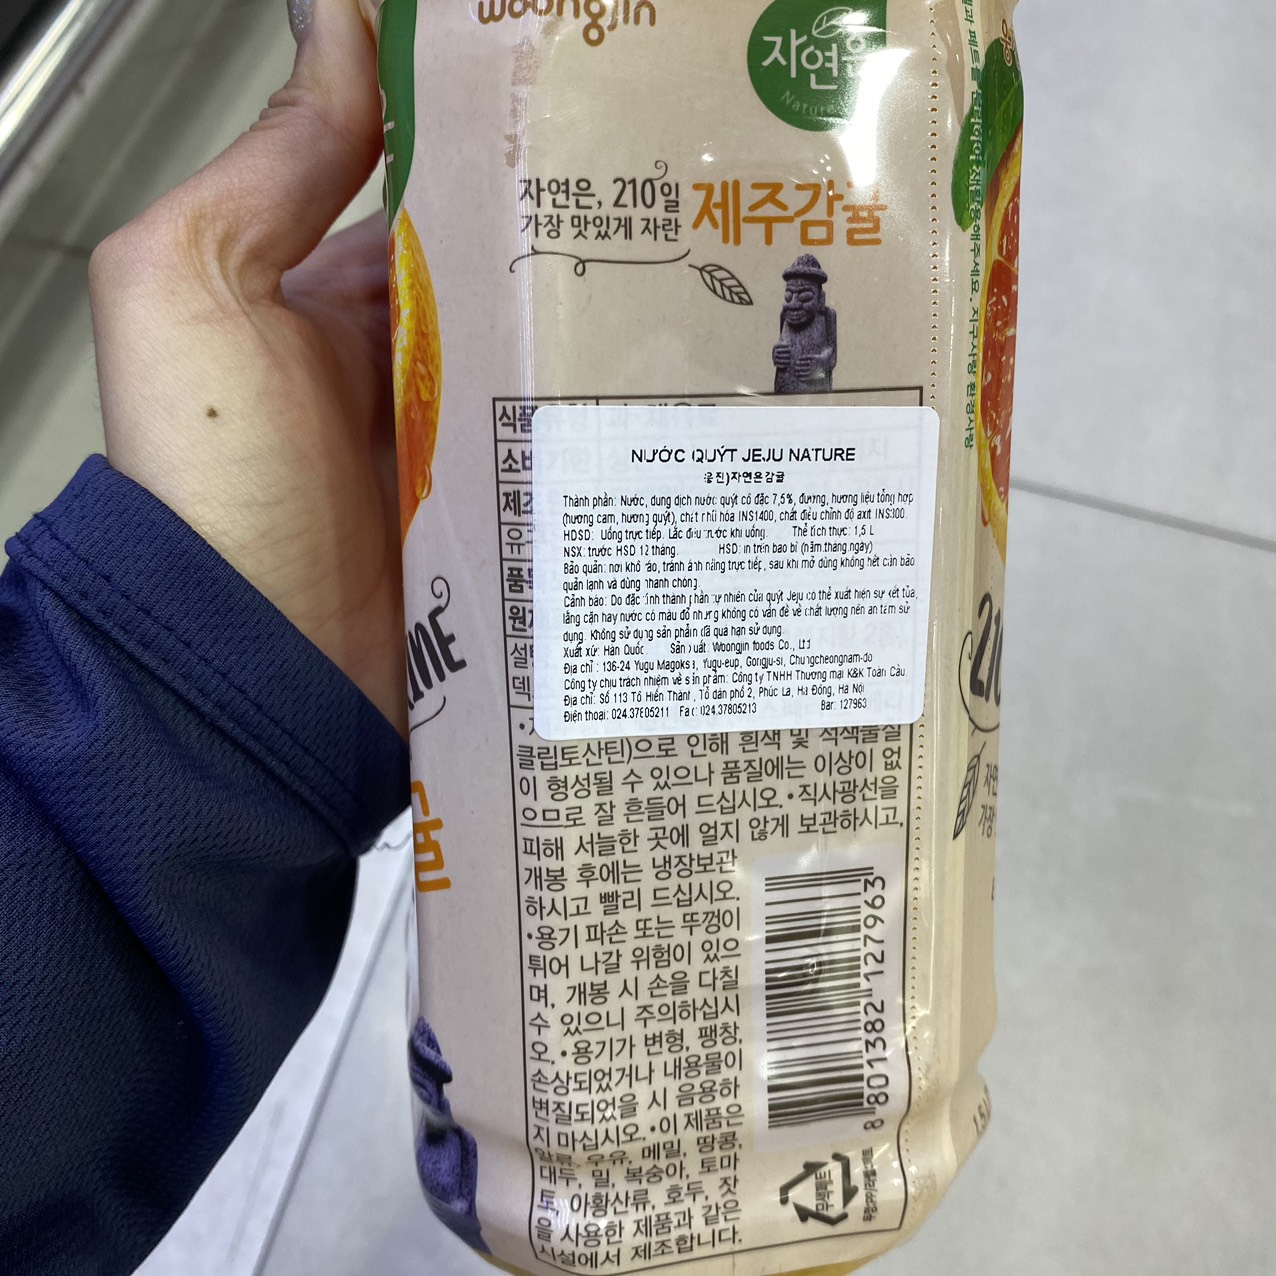 woongjin
자연은
Nature
자연은, 210일
가장 맛있게 자란
제주감귤
NƯỚC QUÝT JEJU NATURE
웅진)자연은감귤
Thành phần: Nước, dung dịch nước quýt cô đặc 7,5%, đường, hương liệu tổng hợp
(hương cam, hương quýt), chất nhũ hóa INS1400, chất điều chỉnh độ axit INS300.
HDSD: Uống trực tiếp. Lắc đều trước khi uống. Thể tích thực: 1,5 L
NSX: trước HSD 12 tháng. HSD: in trên bao bì (năm.tháng.ngày)
Bảo quản: nơi khô ráo, tránh ánh nắng trực tiếp, sau khi mở dùng không hết cần bảo
quản lạnh và dùng nhanh chóng.
Cảnh báo: Do đặc tính thành phần tự nhiên của quýt Jeju có thể xuất hiện sự kết tủa,
lắng cặn hay nước có màu đỏ nhưng không có vấn đề về chất lượng nên an tâm sử
dụng. Không sử dụng sản phẩm đã quá hạn sử dụng.
Xuất xứ: Hàn Quốc Sản xuất: Woongjin foods Co., Ltd
Địa chỉ : 136-24 Yugu Magoksa, Yugu-eup, Gongju-si, Chungcheongnam-do
Công ty chịu trách nhiệm về sản phẩm: Công ty TNHH Thương mại K&K Toàn Cầu.
Địa chỉ: Số 113 Tô Hiến Thành, Tổ dân phố 2, Phúc La, Hà Đông, Hà Nội
Điện thoại: 024.37805211 Fax: 024.37805213 Bar: 127963
클립토산틴)으로 인해 흰색 및 적색물질
이 형성될 수 있으나 품질에는 이상이 없
으므로 잘 흔들어 드십시오. •직사광선을
피해 서늘한 곳에 얼지 않게 보관하시고,
개봉 후에는 냉장보관
하시고 빨리 드십시오.
•용기 파손 또는 뚜껑이
튀어 나갈 위험이 있으
며, 개봉 시 손을 다칠
수 있으니 주의하십시
오. •용기가 변형, 팽창,
손상되었거나 내용물이
변질되었을 시 음용하
지 마십시오. •이 제품은
알류, 우유, 메밀, 땅콩,
대두, 밀, 복숭아, 토마
토, 아황산류, 호두, 잣
을 사용한 제품과 같은
시설에서 제조합니다.
8 801382 127963
무색페트